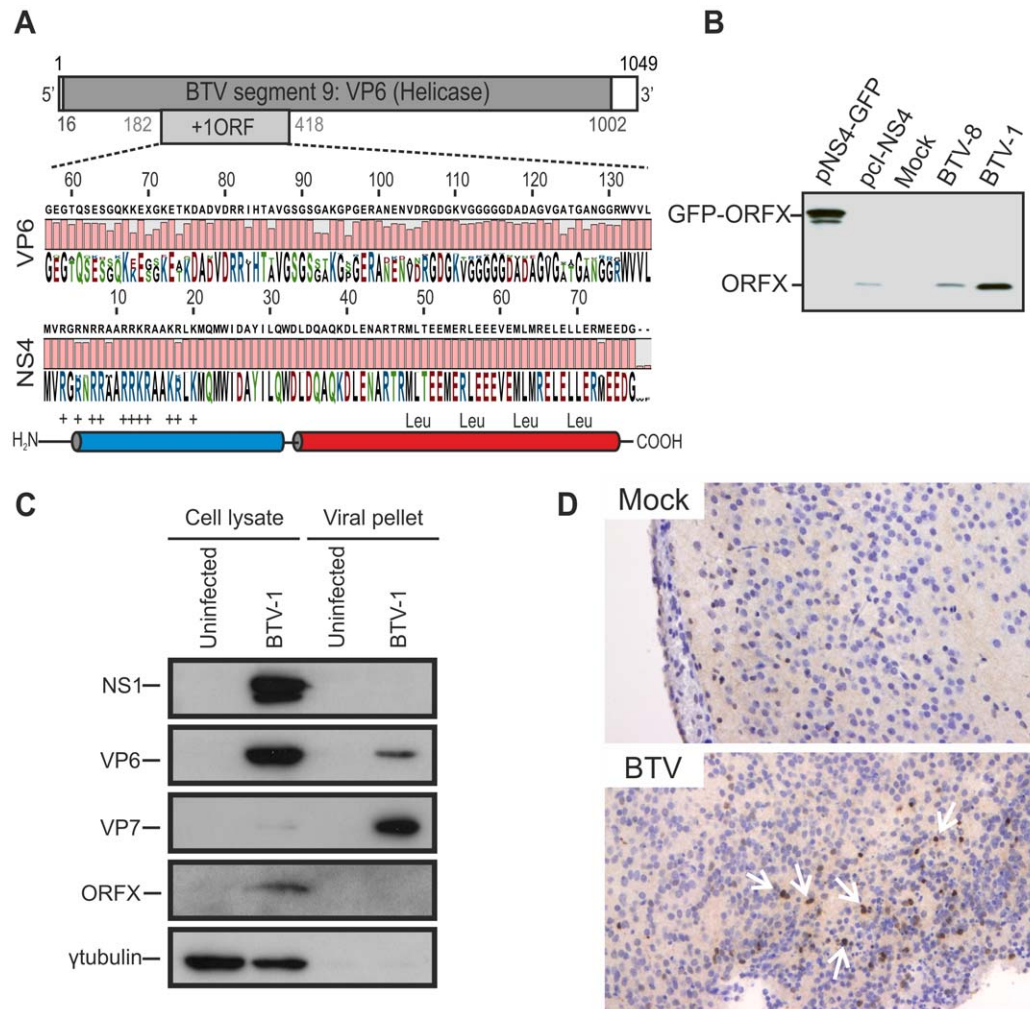 A
1 1049
5' BTV segment 9: VP6 (Helicase) 3'
16 182 +1ORF 418 1002
60 70 80 90 100 110 120 130
GEGTQSESGQKKEXGKETKDADVDRRIHTAVGSGSGAKGPGERANENVDRGDGKVGGGGGDADAGVGATGANGGRWVVL
VP6
10 20 30 40 50 60 70
MVRGRNRRAARRKRAAKRLKMQMWIDAYILQWDLDQAQKDLENARTRMLTEEMERLEEEVEMLMRELELLERMEEDG--
NS4
+ + ++ ++++ ++ + Leu Leu Leu Leu
H2N COOH
B
pNS4-GFP
pcI-NS4
Mock
BTV-8
BTV-1
GFP-ORFX
ORFX
C
Cell lysate Viral pellet
Uninfected BTV-1 Uninfected BTV-1
NS1
VP6
VP7
ORFX
γtubulin
D
Mock
BTV